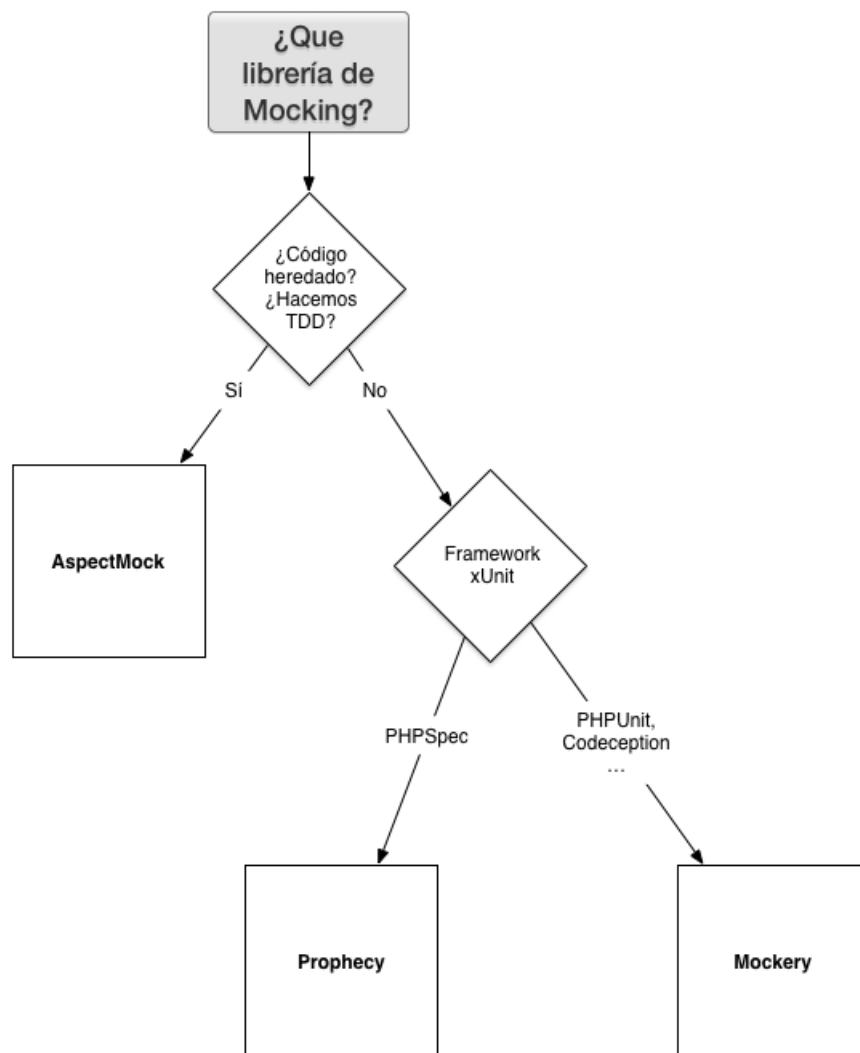 ¿Que
librería de
Mocking?
¿Código
heredado?
¿Hacemos
TDD?
Sí
No
AspectMock
Framework
xUnit
PHPSpec
PHPUnit,
Codeception
...
Prophecy
Mockery